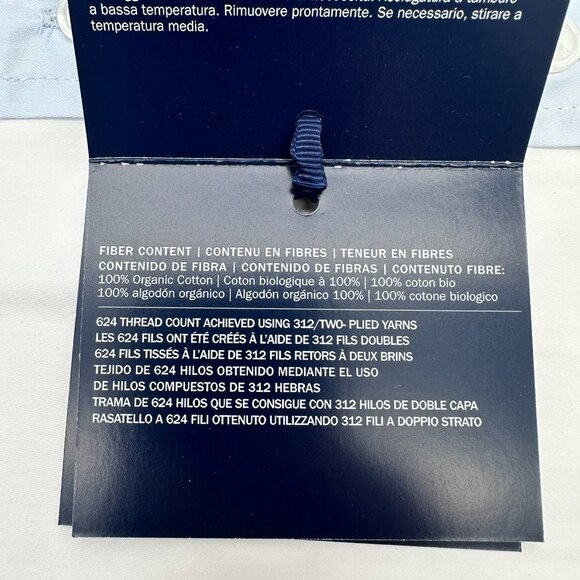 a bassa temperatura. Rimuovere prontamente. Se necessario, stirare a
temperatura media.
FIBER CONTENT | CONTENU EN FIBRES | TENEUR EN FIBRES
CONTENIDO DE FIBRA | CONTENIDO DE FIBRAS | CONTENUTO FIBRE:
100% Organic Cotton | Coton biologique à 100% | 100% coton bio
100% algodón orgánico | Algodón orgánico 100% | 100% cotone biologico
624 THREAD COUNT ACHIEVED USING 312/TWO- PLIED YARNS
LES 624 FILS ONT ÉTÉ CRÉÉS À L'AIDE DE 312 FILS DOUBLES
624 FILS TISSÉS À L'AIDE DE 312 FILS RETORS À DEUX BRINS
TEJIDO DE 624 HILOS OBTENIDO MEDIANTE EL USO
DE HILOS COMPUESTOS DE 312 HEBRAS
TRAMA DE 624 HILOS QUE SE CONSIGUE CON 312 HILOS DE DOBLE CAPA
RASATELLO A 624 FILI OTTENUTO UTILIZZANDO 312 FILI A DOPPIO STRATO